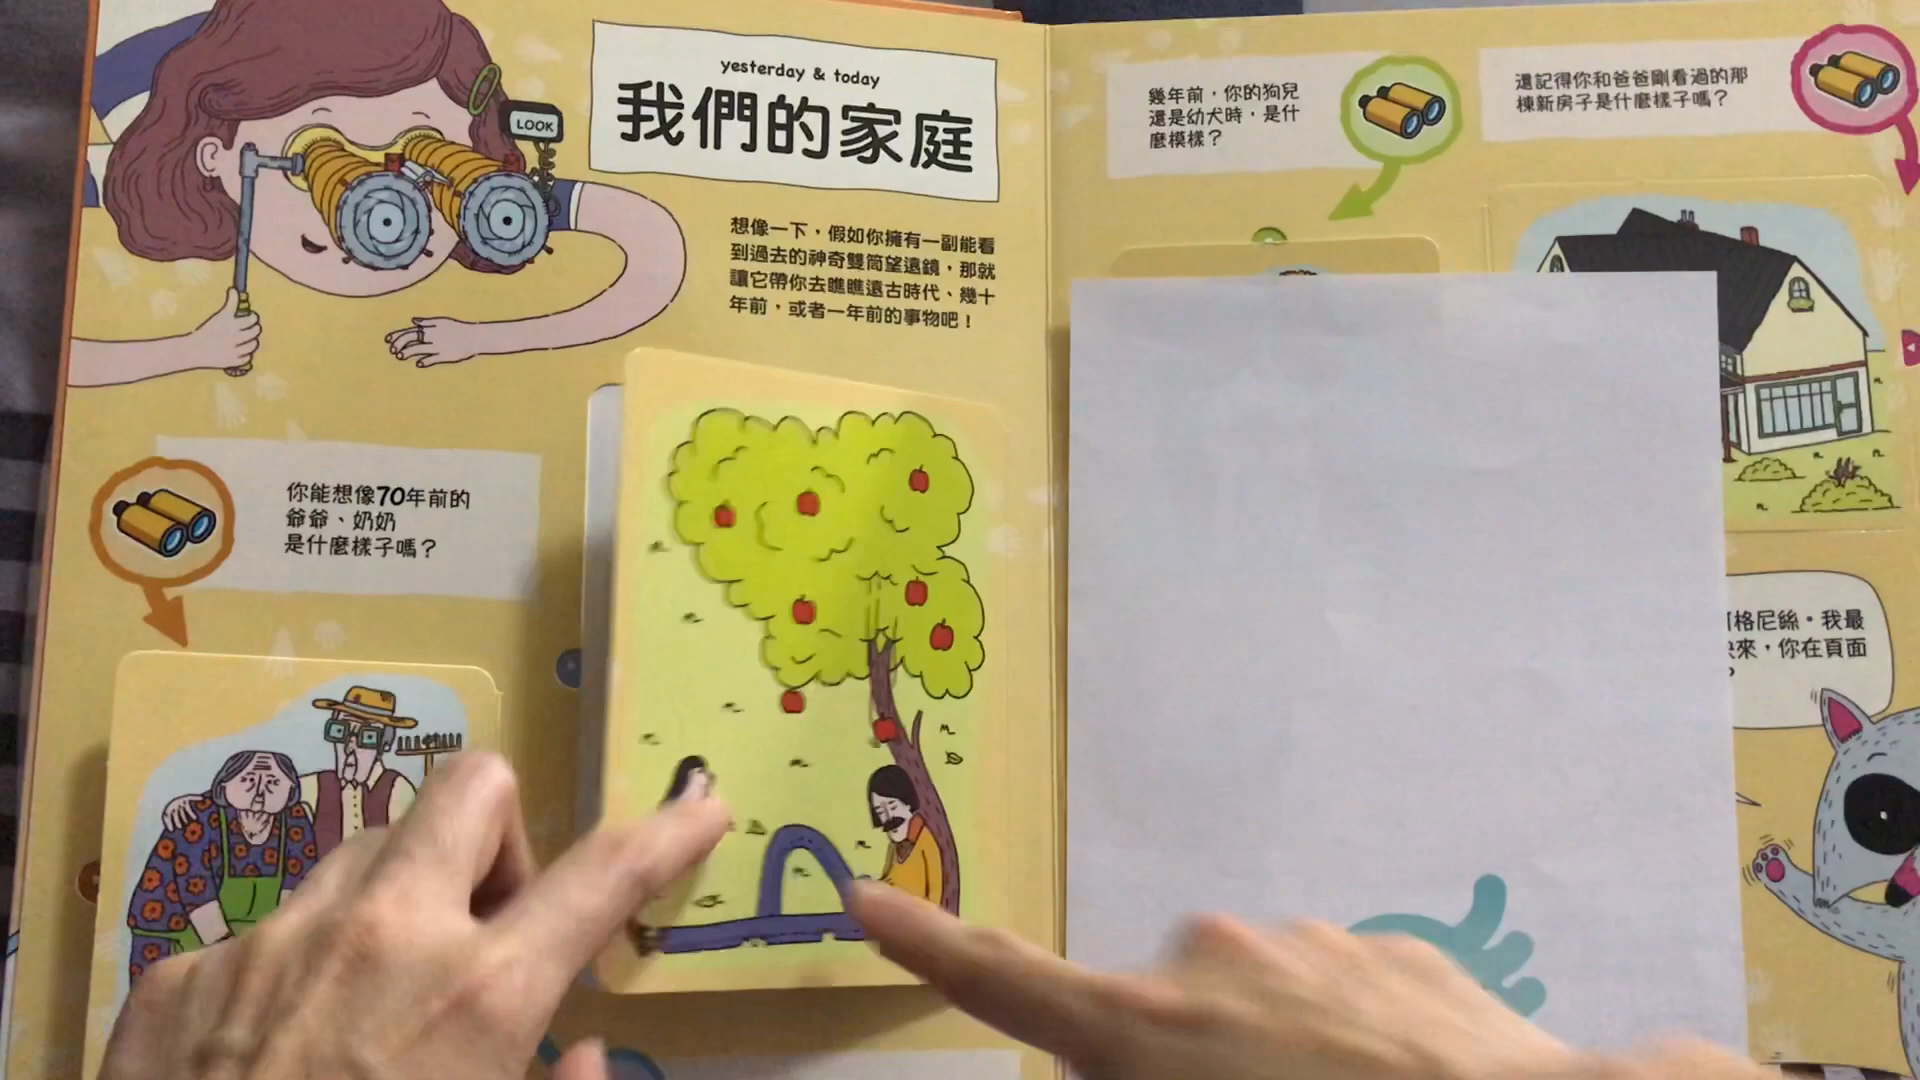 yesterday & today
我們的家庭
LOOK
想像一下，假如你擁有一副能看
到過去的神奇雙筒望遠鏡，那就
讓它帶你去瞧瞧遠古時代、幾十
年前，或者一年前的事物吧！
你能想像70年前的
爺爺、奶奶
是什麼樣子嗎？
幾年前，你的狗兒
還是幼犬時，是什
麼模樣？
還記得你和爸爸剛看過的那
棟新房子是什麼樣子嗎？
格尼絲。我最
來，你在頁面
？